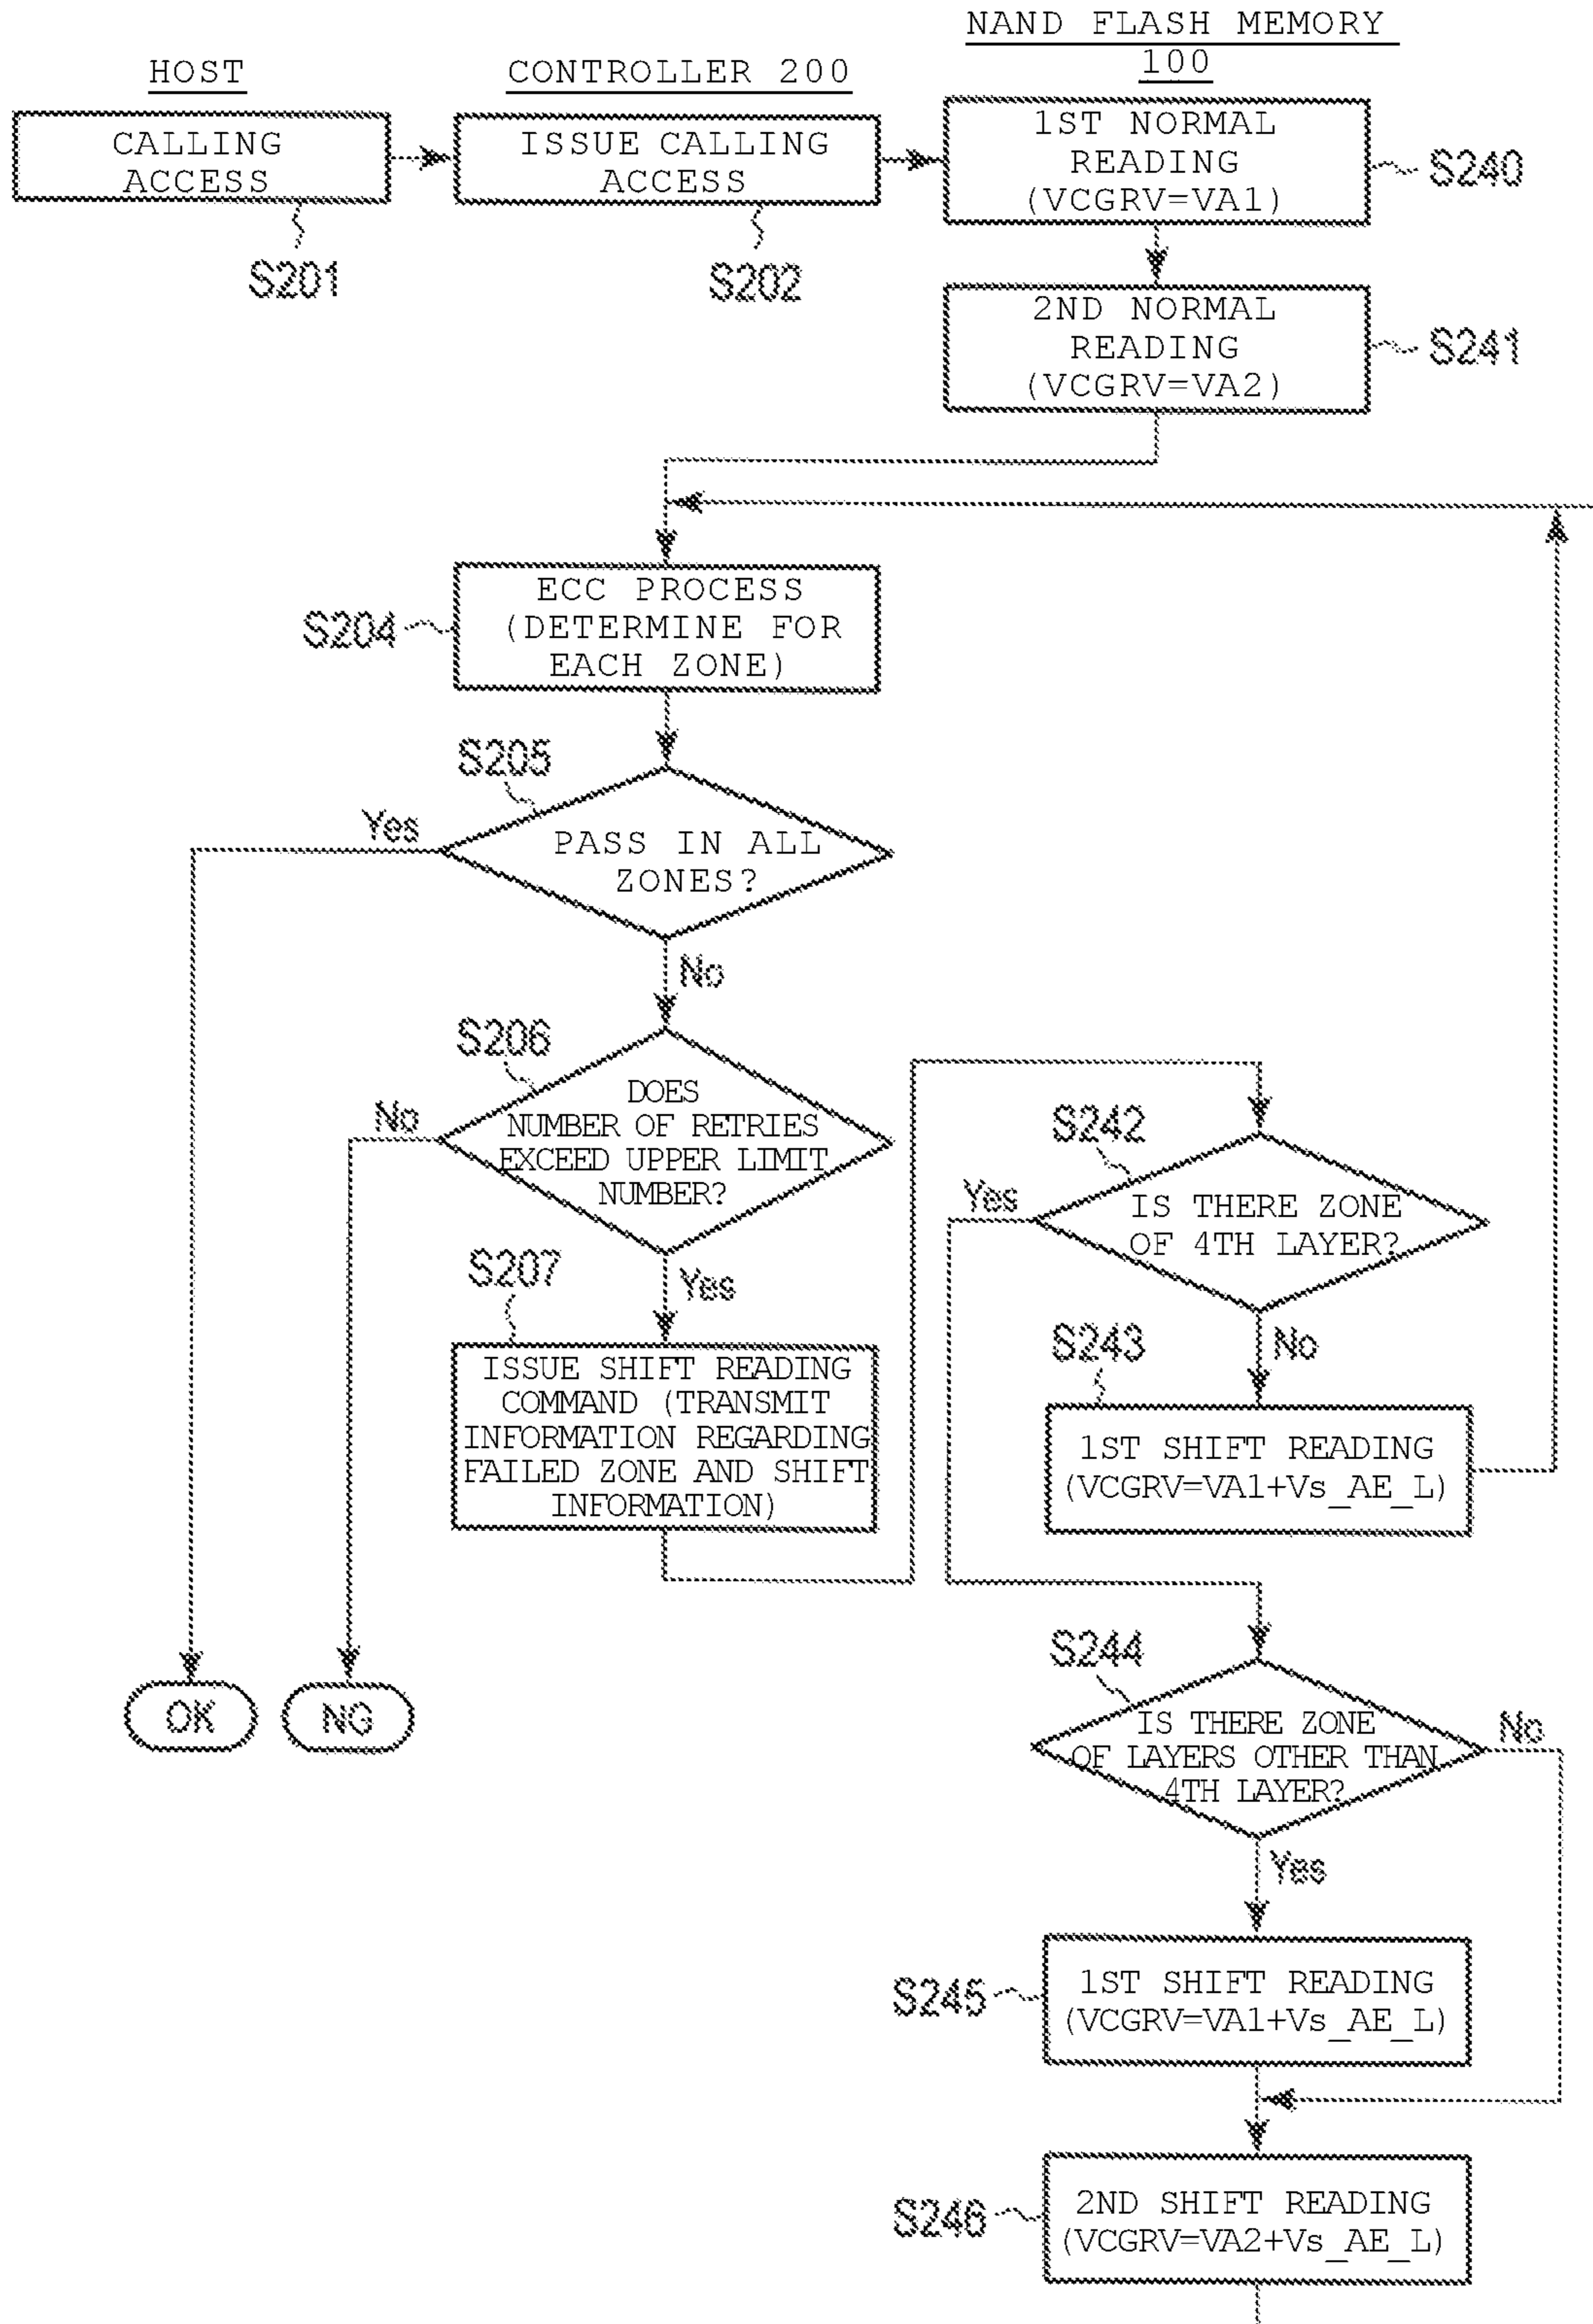 HOST
CONTROLLER 200
NAND FLASH MEMORY
100
CALLING
ACCESS
S201
ISSUE CALLING
ACCESS
S202
1ST NORMAL
READING
(VCGRV=VA1)
S240
2ND NORMAL
READING
(VCGRV=VA2)
S241
S204
ECC PROCESS
(DETERMINE FOR
EACH ZONE)
S205
Yes
PASS IN ALL
ZONES?
No
S206
No
DOES
NUMBER OF RETRIES
EXCEED UPPER LIMIT
NUMBER?
Yes
S207
ISSUE SHIFT READING
COMMAND (TRANSMIT
INFORMATION REGARDING
FAILED ZONE AND SHIFT
INFORMATION)
OK
NG
S242
Yes
IS THERE ZONE
OF 4TH LAYER?
No
S243
1ST SHIFT READING
(VCGRV=VA1+Vs_AE_L)
S244
IS THERE ZONE
OF LAYERS OTHER THAN
4TH LAYER?
No
Yes
S245
1ST SHIFT READING
(VCGRV=VA1+Vs_AE_L)
S246
2ND SHIFT READING
(VCGRV=VA2+Vs_AE_L)